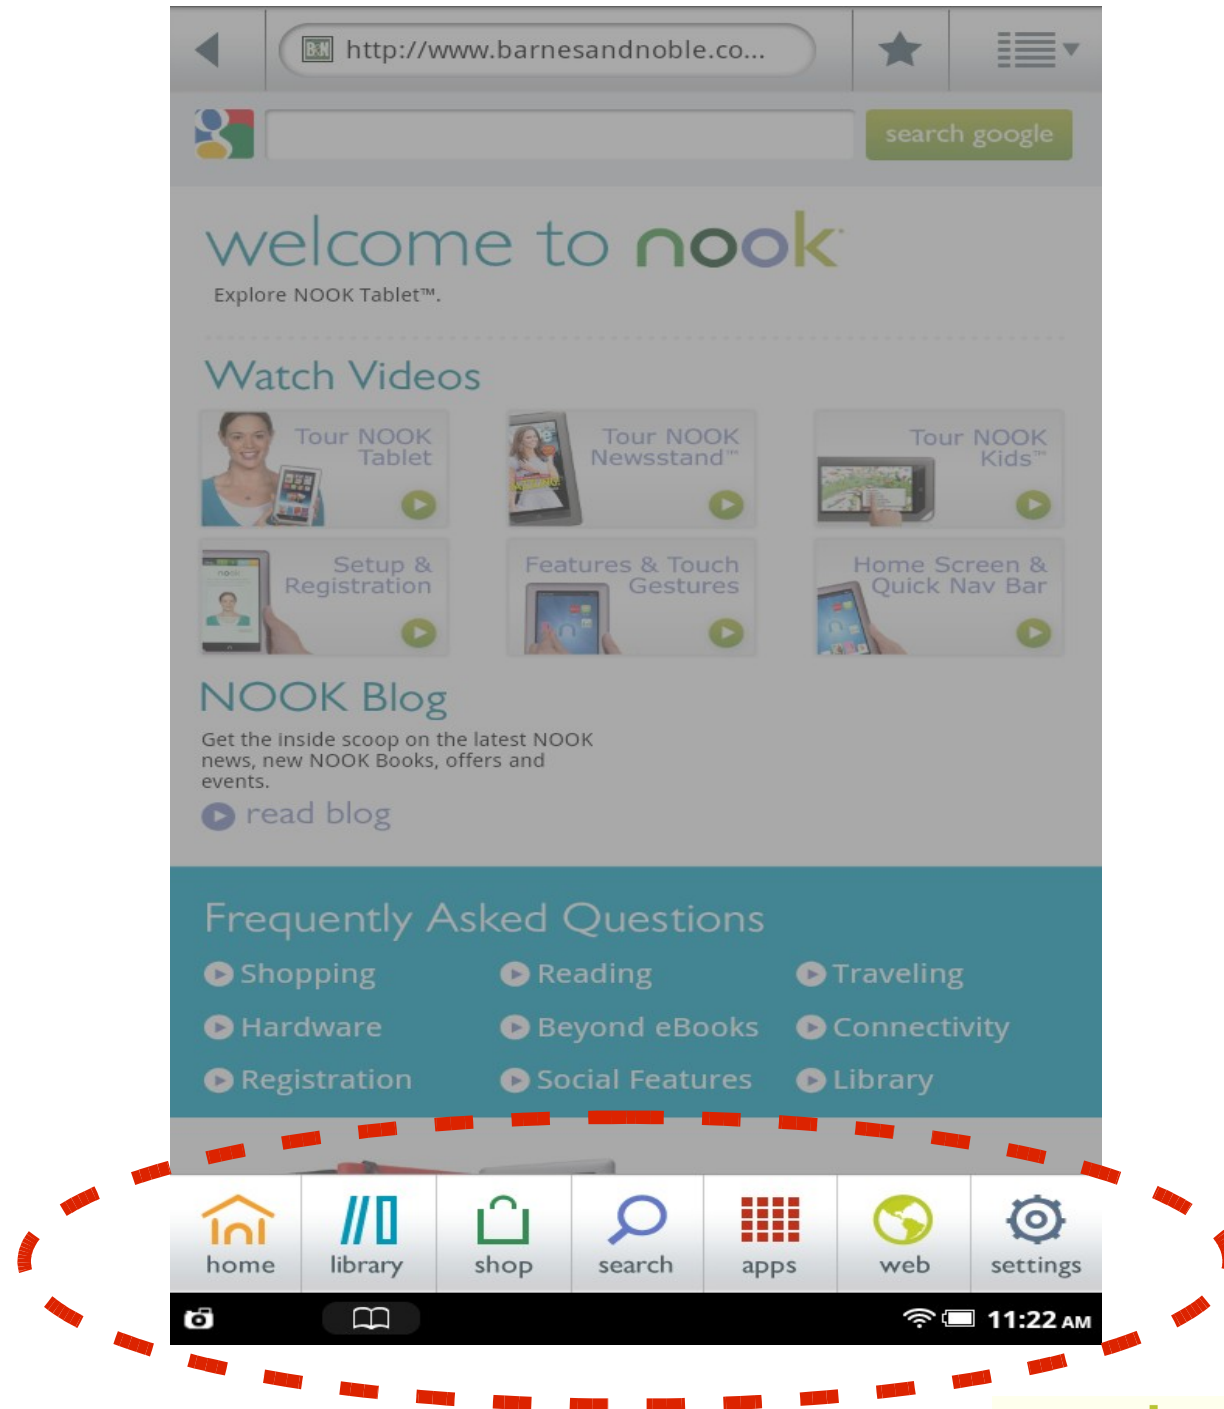 B&N http://www.barnesandnoble.co...
search google
welcome to nook
Explore NOOK Tablet™.
Watch Videos
Tour NOOK
Tablet
Tour NOOK
Newsstand™
Tour NOOK
Kids™
Setup &
Registration
Features & Touch
Gestures
Home Screen &
Quick Nav Bar
NOOK Blog
Get the inside scoop on the latest NOOK
news, new NOOK Books, offers and
events.
read blog
Frequently Asked Questions
Shopping
Reading
Traveling
Hardware
Beyond eBooks
Connectivity
Registration
Social Features
Library
home
library
shop
search
apps
web
settings
11:22 AM